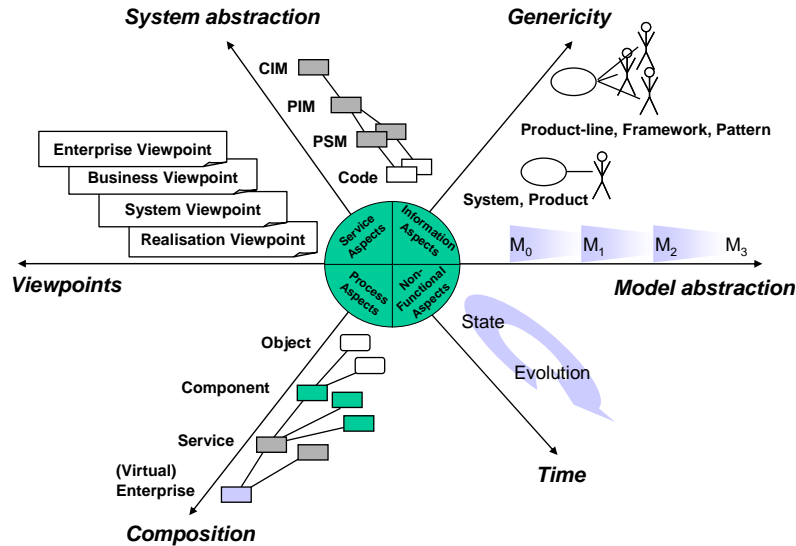 System abstraction
Genericity
CIM
PIM
PSM
Code
Product-line, Framework, Pattern
System, Product
Enterprise Viewpoint
Business Viewpoint
System Viewpoint
Realisation Viewpoint
Service
Aspects
Information
Aspects
Process
Aspects
Non-
Functional
Aspects
M0
M1
M2
M3
Viewpoints
Model abstraction
State
Evolution
Object
Component
Service
(Virtual)
Enterprise
Time
Composition